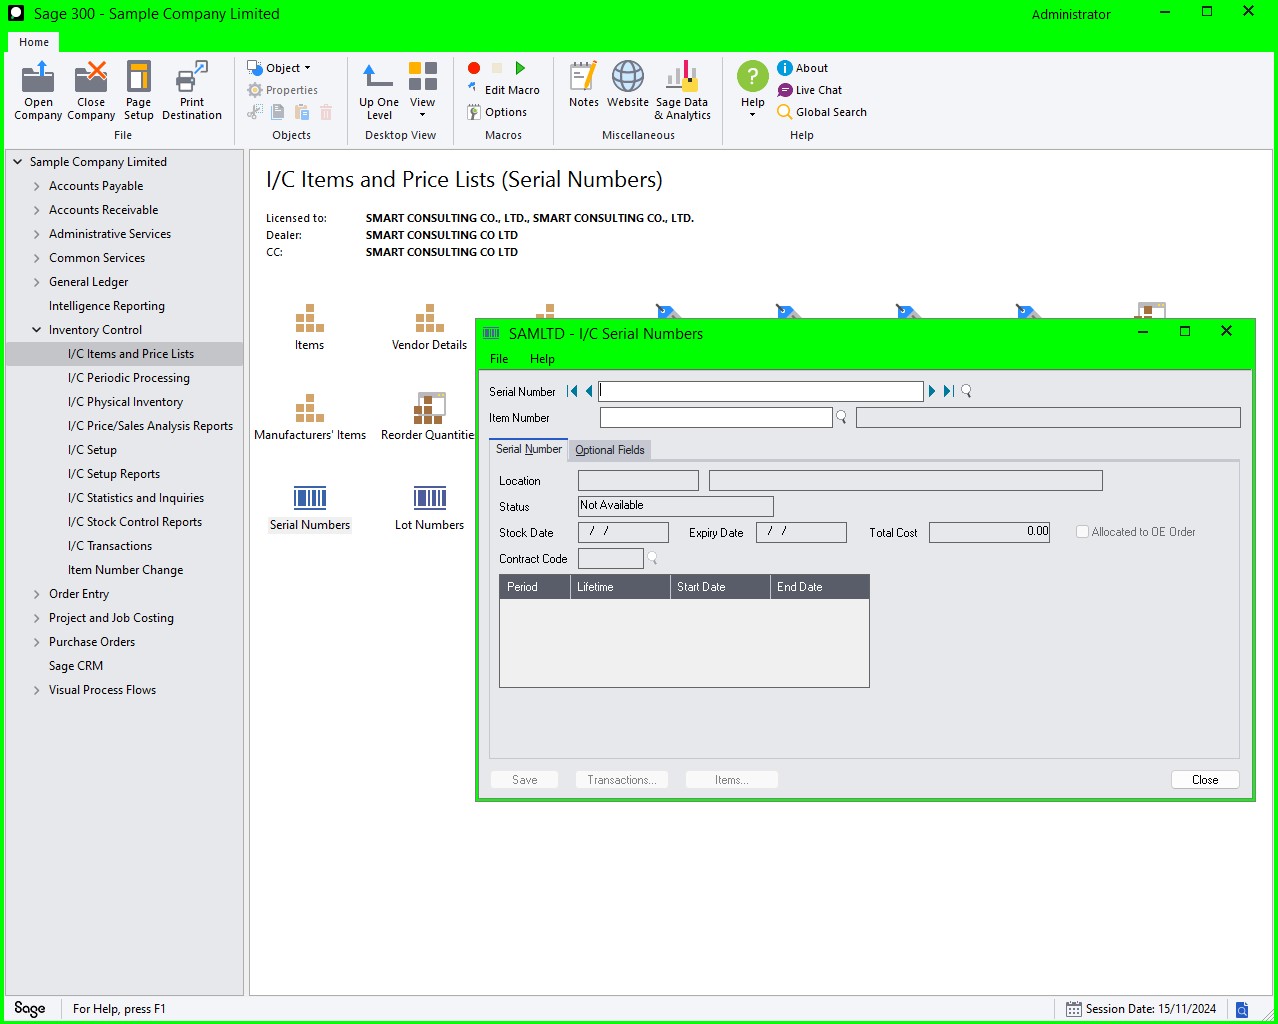 Sage 300 - Sample Company Limited
Administrator
Home
Open Company
Close Company
Page Setup
Print Destination
File
Object
Properties
Objects
Up One Level
View
Desktop View
Edit Macro
Options
Macros
Notes
Website
Sage Data & Analytics
Miscellaneous
Help
About
Live Chat
Global Search
Help
Sample Company Limited
Accounts Payable
Accounts Receivable
Administrative Services
Common Services
General Ledger
Intelligence Reporting
Inventory Control
I/C Items and Price Lists
I/C Periodic Processing
I/C Physical Inventory
I/C Price/Sales Analysis Reports
I/C Setup
I/C Setup Reports
I/C Statistics and Inquiries
I/C Stock Control Reports
I/C Transactions
Item Number Change
Order Entry
Project and Job Costing
Purchase Orders
Sage CRM
Visual Process Flows
I/C Items and Price Lists (Serial Numbers)
Licensed to: SMART CONSULTING CO., LTD., SMART CONSULTING CO., LTD.
Dealer: SMART CONSULTING CO LTD
CC: SMART CONSULTING CO LTD
Items
Vendor Details
Manufacturers' Items
Reorder Quantitie
Serial Numbers
Lot Numbers
SAMLTD - I/C Serial Numbers
File Help
Serial Number
Item Number
Serial Number Optional Fields
Location
Status Not Available
Stock Date / / Expiry Date / / Total Cost 0.00 Allocated to OE Order
Contract Code
Period Lifetime Start Date End Date
Save Transactions... Items... Close
Sage For Help, press F1 Session Date: 15/11/2024